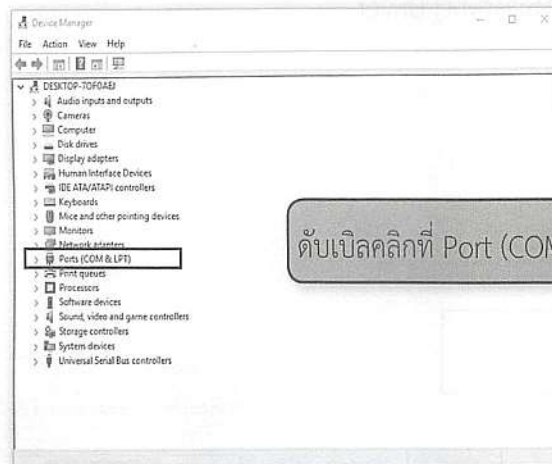 Device Manager
File Action View Help
DESKTOP-TOF0AEJ
Audio inputs and outputs
Cameras
Computer
Disk drives
Display adapters
Human Interface Devices
IDE ATA/ATAPI controllers
Keyboards
Mice and other pointing devices
Monitors
Network adapters
Ports (COM & LPT)
Print queues
Processors
Software devices
Sound, video and game controllers
Storage controllers
System devices
Universal Serial Bus controllers
ดับเบิลคลิกที่ Port (COM